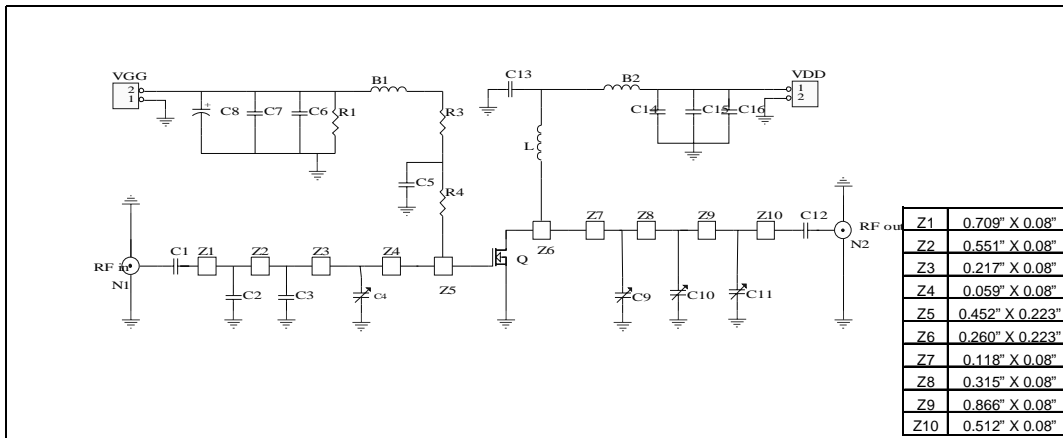 VGG
2
1
C8
C7
C6
R1
B1
R3
C5
R4
C13
B2
VDD
1
2
C14
C15
C16
L
RF in
N1
C1
Z1
Z2
Z3
Z4
Z5
C2
C3
C4
Q
Z6
Z7
Z8
Z9
Z10
C12
RF out
N2
C9
C10
C11
Z1 0.709” X 0.08”
Z2 0.551” X 0.08”
Z3 0.217” X 0.08”
Z4 0.059” X 0.08”
Z5 0.452” X 0.223”
Z6 0.260” X 0.223”
Z7 0.118” X 0.08”
Z8 0.315” X 0.08”
Z9 0.866” X 0.08”
Z10 0.512” X 0.08”